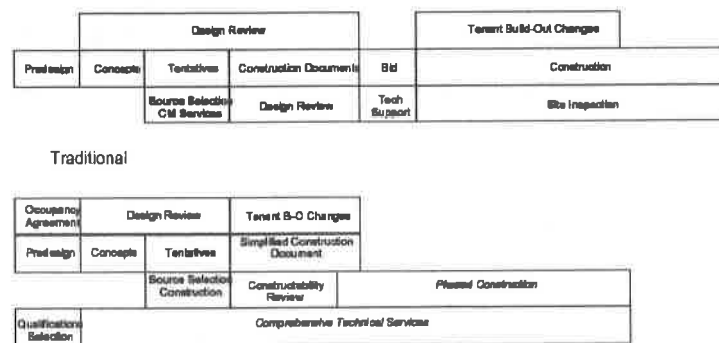 Design Review
Tenant Build-Out Changes
Predesign
Concepts
Tentatives
Construction Documents
Bid
Construction
Source Selection
CM Services
Design Review
Tech
Support
Site Inspection
Traditional
Occupancy
Agreement
Design Review
Tenant B-O Changes
Predesign
Concepts
Tentatives
Simplified Construction
Document
Source Selection
Construction
Constructability
Review
Phased Construction
Qualifications
Selection
Comprehensive Technical Services